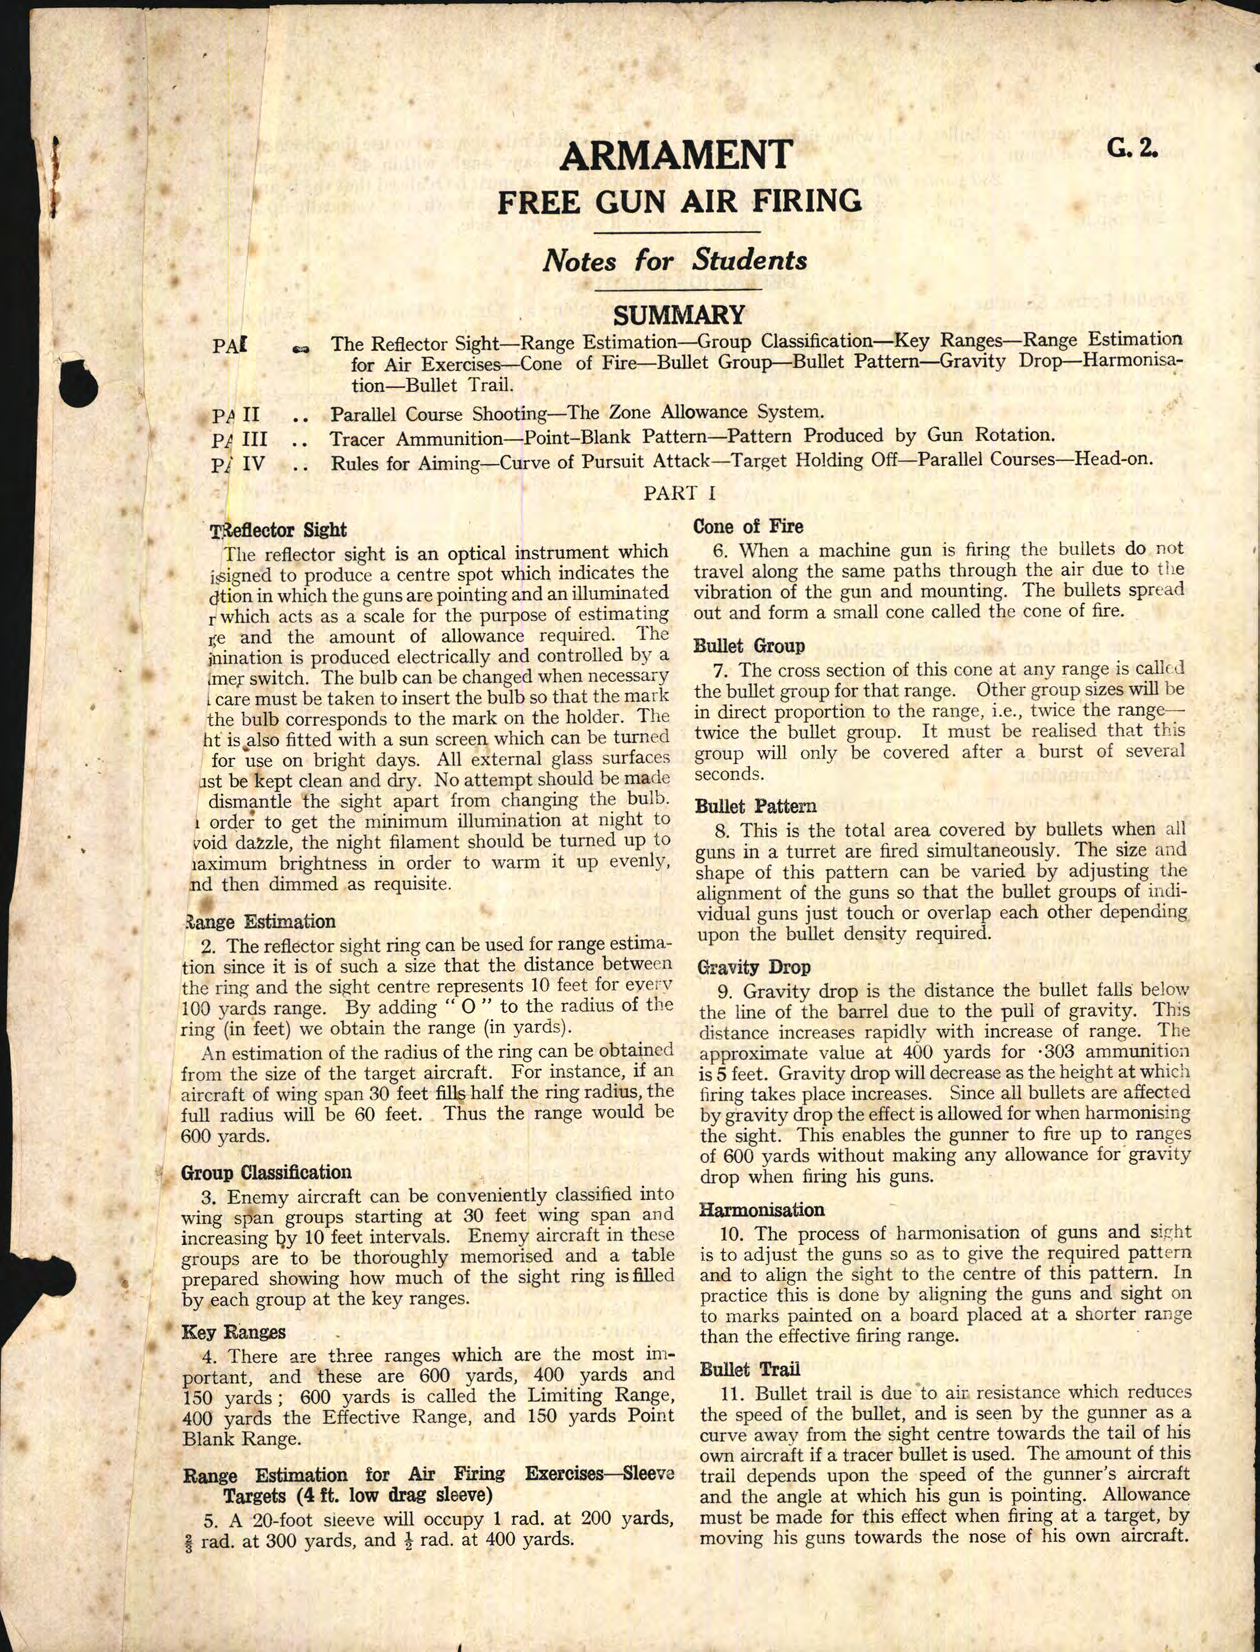 ARMAMENT
G. 2.
FREE GUN AIR FIRING
Notes for Students
SUMMARY
PA I .. The Reflector Sight—Range Estimation—Group Classification—Key Ranges—Range Estimation
for Air Exercises—Cone of Fire—Bullet Group—Bullet Pattern—Gravity Drop—Harmonisa-
tion—Bullet Trail.
PA II .. Parallel Course Shooting—The Zone Allowance System.
PA III .. Tracer Ammunition—Point-Blank Pattern—Pattern Produced by Gun Rotation.
PA IV .. Rules for Aiming—Curve of Pursuit Attack—Target Holding Off—Parallel Courses—Head-on.
PART I
Reflector Sight
The reflector sight is an optical instrument which
signed to produce a centre spot which indicates the
tion in which the guns are pointing and an illuminated
r which acts as a scale for the purpose of estimating
ge and the amount of allowance required. The
mination is produced electrically and controlled by a
mer switch. The bulb can be changed when necessary
care must be taken to insert the bulb so that the mark
the bulb corresponds to the mark on the holder. The
ht is also fitted with a sun screen which can be turned
for use on bright days. All external glass surfaces
ust be kept clean and dry. No attempt should be made
dismantle the sight apart from changing the bulb.
order to get the minimum illumination at night to
void dazzle, the night filament should be turned up to
maximum brightness in order to warm it up evenly,
nd then dimmed as requisite.
Range Estimation
2. The reflector sight ring can be used for range estima-
tion since it is of such a size that the distance between
the ring and the sight centre represents 10 feet for every
100 yards range. By adding “ O ” to the radius of the
ring (in feet) we obtain the range (in yards).
An estimation of the radius of the ring can be obtained
from the size of the target aircraft. For instance, if an
aircraft of wing span 30 feet fills half the ring radius, the
full radius will be 60 feet. Thus the range would be
600 yards.
Group Classification
3. Enemy aircraft can be conveniently classified into
wing span groups starting at 30 feet wing span and
increasing by 10 feet intervals. Enemy aircraft in these
groups are to be thoroughly memorised and a table
prepared showing how much of the sight ring is filled
by each group at the key ranges.
Key Ranges
4. There are three ranges which are the most im-
portant, and these are 600 yards, 400 yards and
150 yards ; 600 yards is called the Limiting Range,
400 yards the Effective Range, and 150 yards Point
Blank Range.
Range Estimation for Air Firing Exercises—Sleeve
Targets (4 ft. low drag sleeve)
5. A 20-foot sleeve will occupy 1 rad. at 200 yards,
⅔ rad. at 300 yards, and ½ rad. at 400 yards.
Cone of Fire
6. When a machine gun is firing the bullets do not
travel along the same paths through the air due to the
vibration of the gun and mounting. The bullets spread
out and form a small cone called the cone of fire.
Bullet Group
7. The cross section of this cone at any range is called
the bullet group for that range. Other group sizes will be
in direct proportion to the range, i.e., twice the range—
twice the bullet group. It must be realised that this
group will only be covered after a burst of several
seconds.
Bullet Pattern
8. This is the total area covered by bullets when all
guns in a turret are fired simultaneously. The size and
shape of this pattern can be varied by adjusting the
alignment of the guns so that the bullet groups of indi-
vidual guns just touch or overlap each other depending
upon the bullet density required.
Gravity Drop
9. Gravity drop is the distance the bullet falls below
the line of the barrel due to the pull of gravity. This
distance increases rapidly with increase of range. The
approximate value at 400 yards for ·303 ammunition
is 5 feet. Gravity drop will decrease as the height at which
firing takes place increases. Since all bullets are affected
by gravity drop the effect is allowed for when harmonising
the sight. This enables the gunner to fire up to ranges
of 600 yards without making any allowance for gravity
drop when firing his guns.
Harmonisation
10. The process of harmonisation of guns and sight
is to adjust the guns so as to give the required pattern
and to align the sight to the centre of this pattern. In
practice this is done by aligning the guns and sight on
to marks painted on a board placed at a shorter range
than the effective firing range.
Bullet Trail
11. Bullet trail is due to air resistance which reduces
the speed of the bullet, and is seen by the gunner as a
curve away from the sight centre towards the tail of his
own aircraft if a tracer bullet is used. The amount of this
trail depends upon the speed of the gunner's aircraft
and the angle at which his gun is pointing. Allowance
must be made for this effect when firing at a target, by
moving his guns towards the nose of his own aircraft.